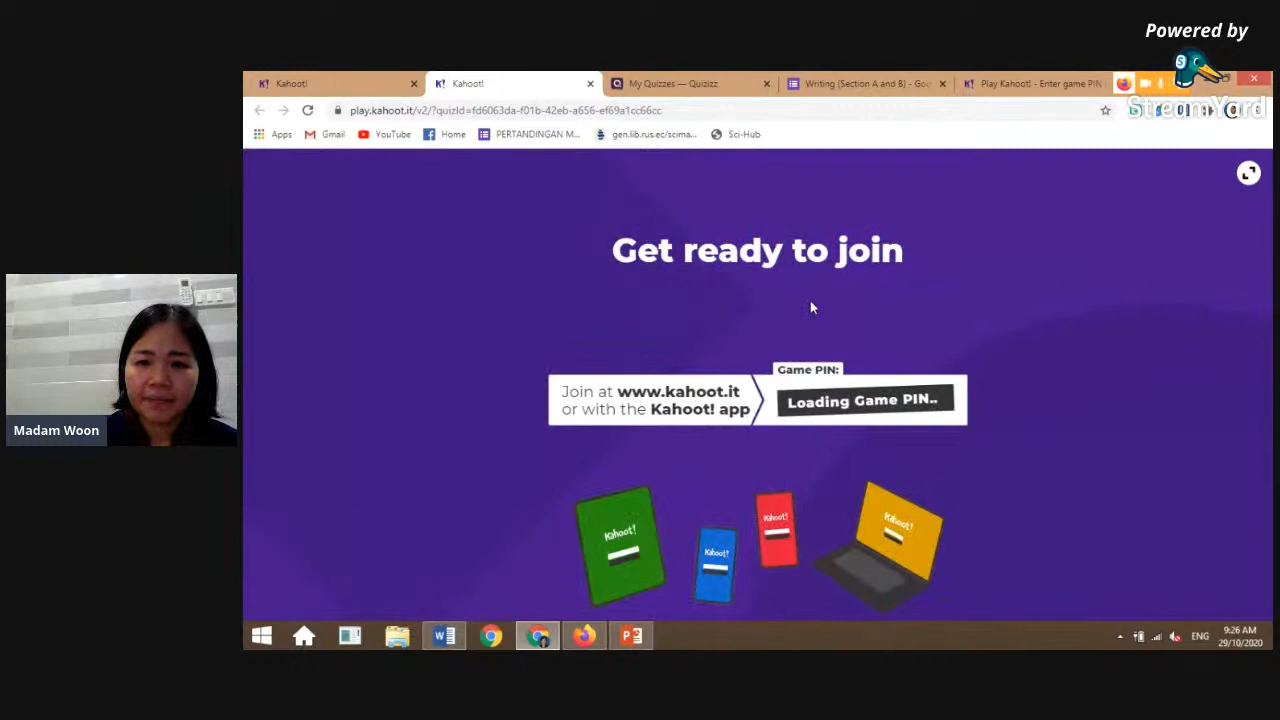 Powered by
StreamYard
Kahoot!
Kahoot!
My Quizzes — Quizizz
Writing (Section A and B) - Goo
Play Kahoot! - Enter game PIN
play.kahoot.it/v2/?quizId=fd6063da-f01b-42eb-a656-ef69a1cc66cc
Apps
Gmail
YouTube
Home
PERTANDINGAN M...
gen.lib.rus.ec/scima...
Sci-Hub
Get ready to join
Game PIN:
Join at www.kahoot.it
or with the Kahoot! app
Loading Game PIN..
Madam Woon
Kahoot!
Kahoot!
Kahoot!
Kahoot!
ENG
9:26 AM
29/10/2020